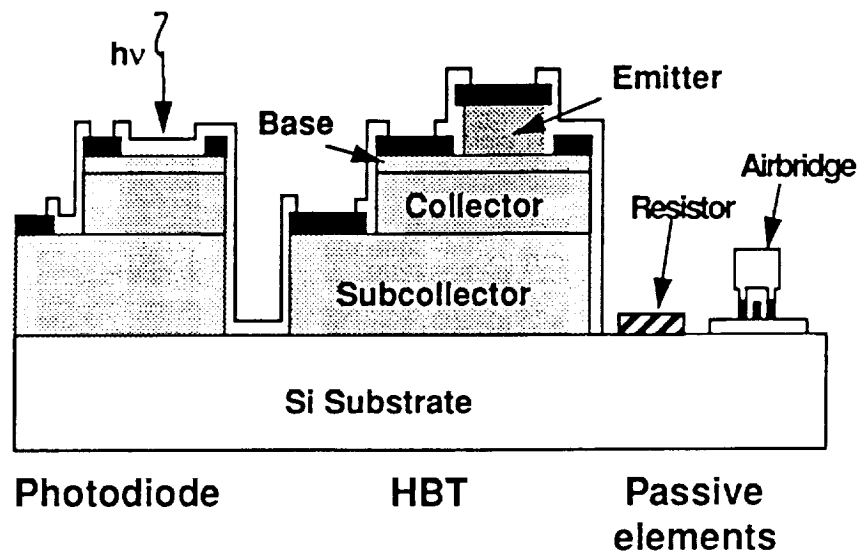 hν
Emitter
Base
Airbridge
Collector
Resistor
Subcollector
Si Substrate
Photodiode
HBT
Passive
elements